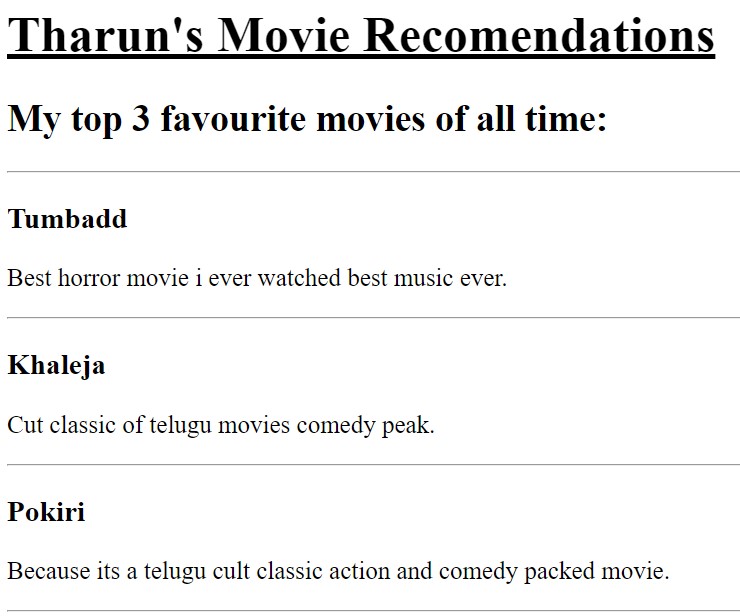 Tharun's Movie Recomendations
My top 3 favourite movies of all time:
Tumbadd
Best horror movie i ever watched best music ever.
Khaleja
Cut classic of telugu movies comedy peak.
Pokiri
Because its a telugu cult classic action and comedy packed movie.